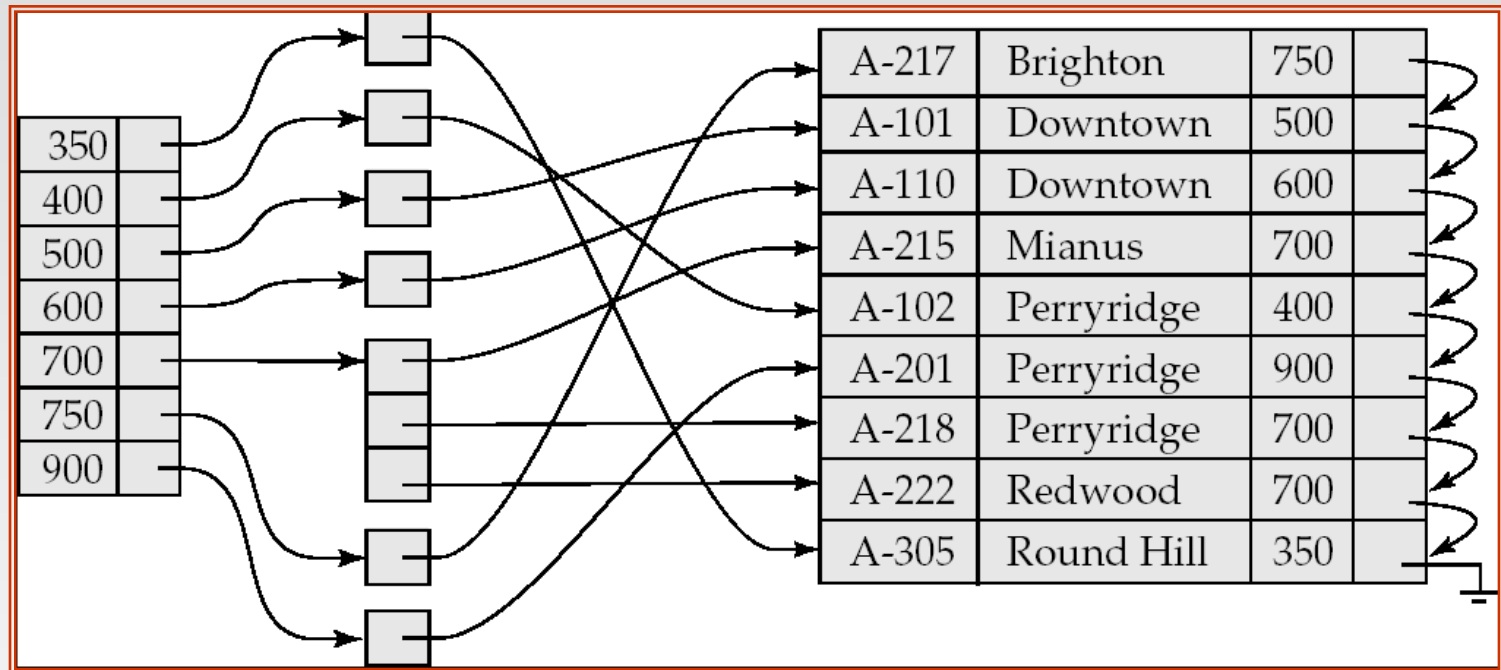 350
400
500
600
700
750
900
A-217 Brighton 750
A-101 Downtown 500
A-110 Downtown 600
A-215 Mianus 700
A-102 Perryridge 400
A-201 Perryridge 900
A-218 Perryridge 700
A-222 Redwood 700
A-305 Round Hill 350